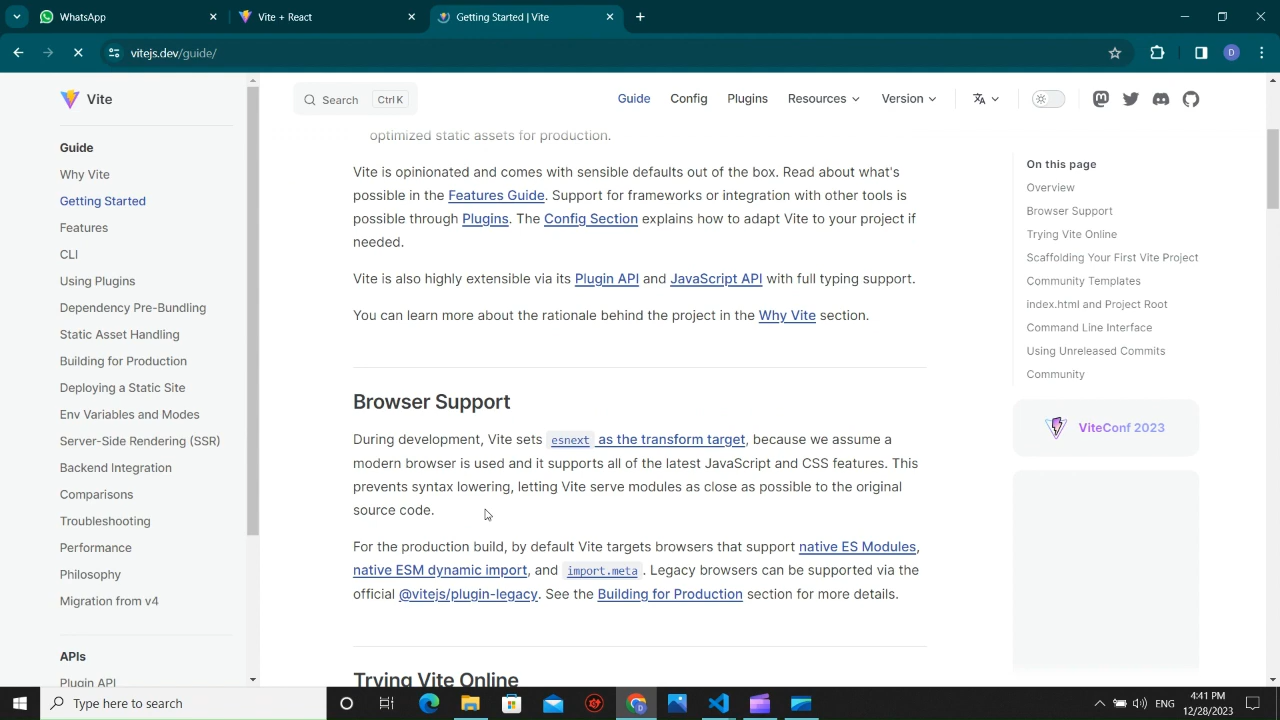 WhatsApp
Vite + React
Getting Started | Vite
vitejs.dev/guide/
D
Vite
Search Ctrl K
Guide Config Plugins Resources Version
Guide
Why Vite
Getting Started
Features
CLI
Using Plugins
Dependency Pre-Bundling
Static Asset Handling
Building for Production
Deploying a Static Site
Env Variables and Modes
Server-Side Rendering (SSR)
Backend Integration
Comparisons
Troubleshooting
Performance
Philosophy
Migration from v4
APIs
Plugin API
optimized static assets for production.
Vite is opinionated and comes with sensible defaults out of the box. Read about what's
possible in the Features Guide. Support for frameworks or integration with other tools is
possible through Plugins. The Config Section explains how to adapt Vite to your project if
needed.
Vite is also highly extensible via its Plugin API and JavaScript API with full typing support.
You can learn more about the rationale behind the project in the Why Vite section.
Browser Support
During development, Vite sets esnext as the transform target, because we assume a
modern browser is used and it supports all of the latest JavaScript and CSS features. This
prevents syntax lowering, letting Vite serve modules as close as possible to the original
source code.
For the production build, by default Vite targets browsers that support native ES Modules,
native ESM dynamic import, and import.meta. Legacy browsers can be supported via the
official @vitejs/plugin-legacy. See the Building for Production section for more details.
Trying Vite Online
On this page
Overview
Browser Support
Trying Vite Online
Scaffolding Your First Vite Project
Community Templates
index.html and Project Root
Command Line Interface
Using Unreleased Commits
Community
ViteConf 2023
Type here to search
ENG
4:41 PM
12/28/2023